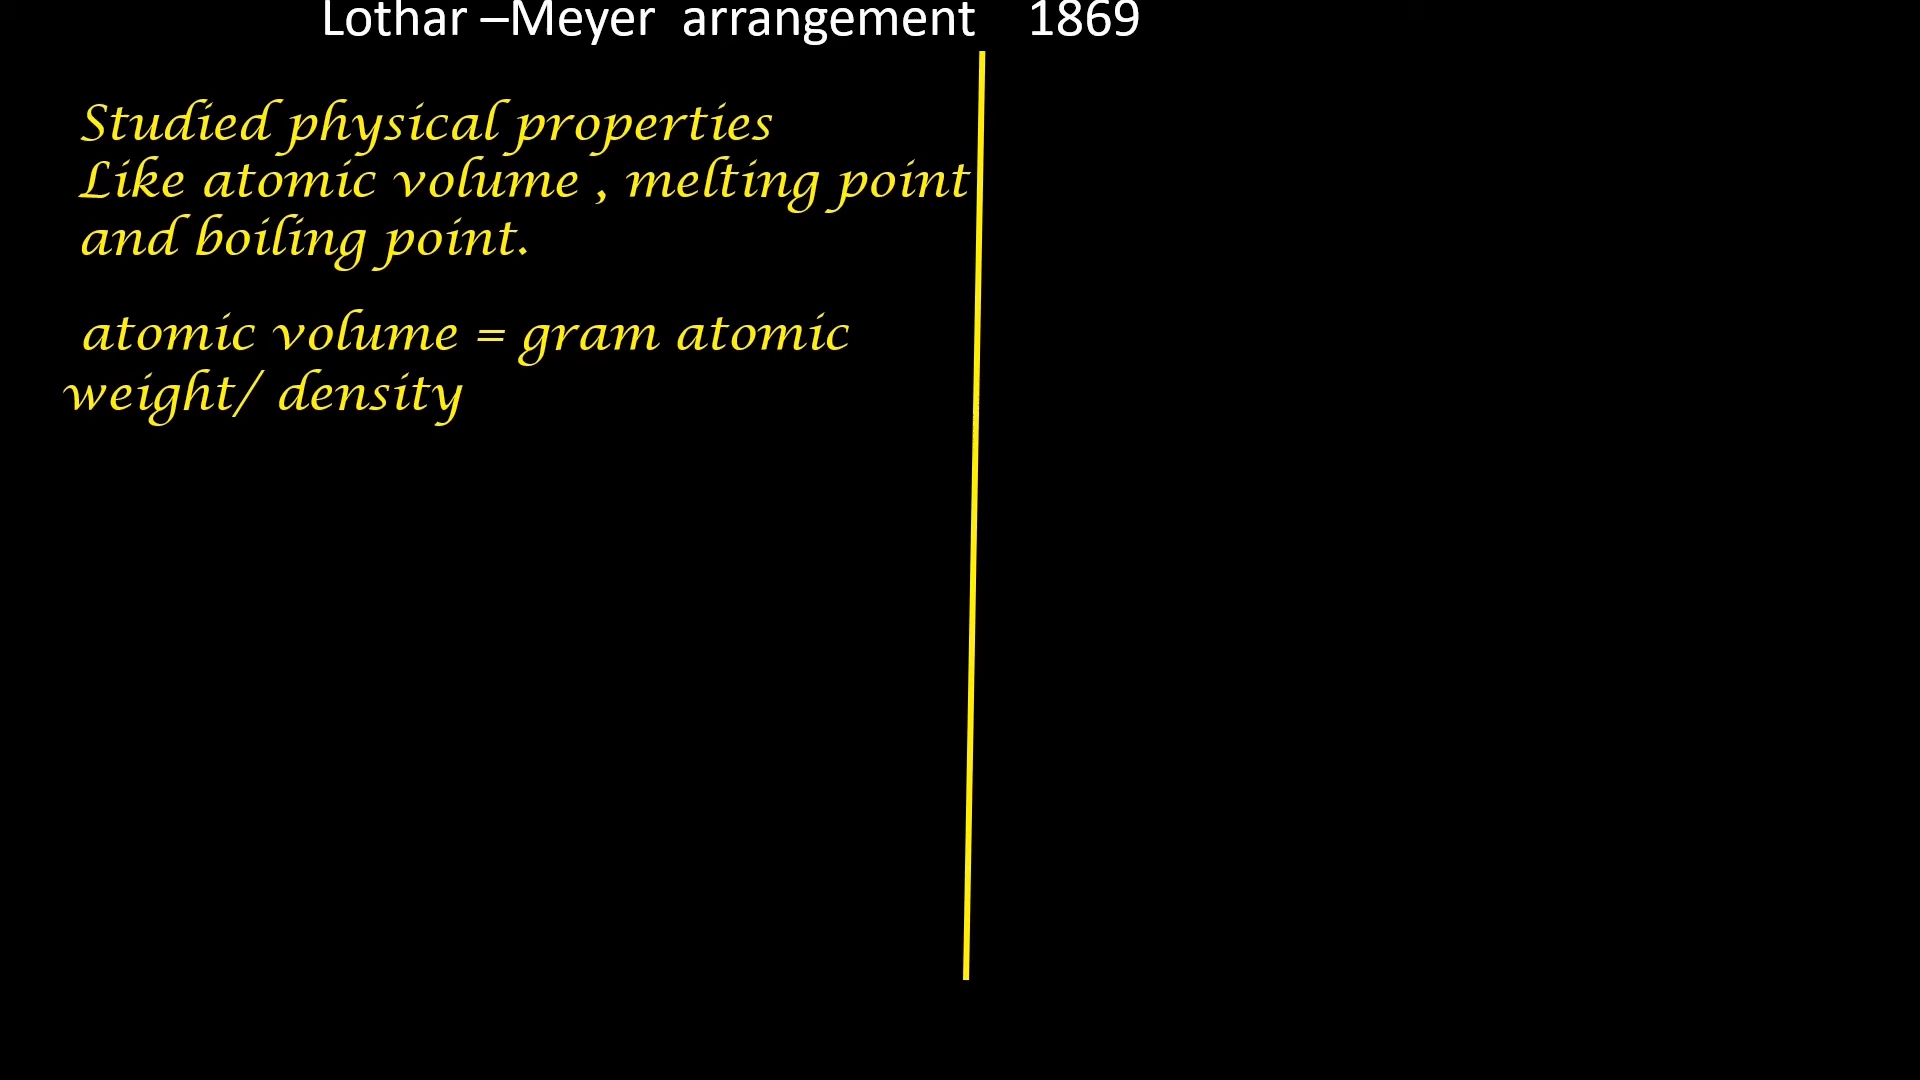 Lothar –Meyer arrangement 1869
Studied physical properties
Like atomic volume , melting point
and boiling point.
atomic volume = gram atomic
weight/ density